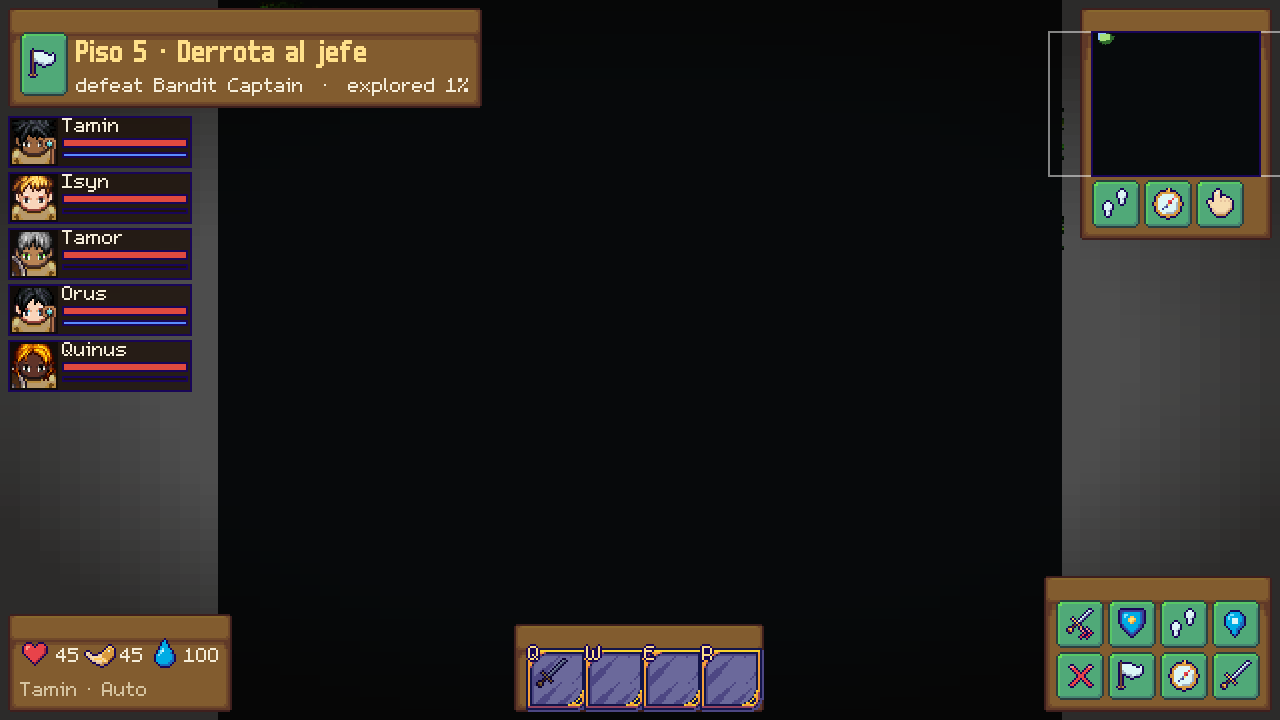 Piso 5 · Derrota al jefe
defeat Bandit Captain · explored 1%
Tamin
Isyn
Tamor
Orus
Quinus
45 45 100
Tamin · Auto
Q W E R